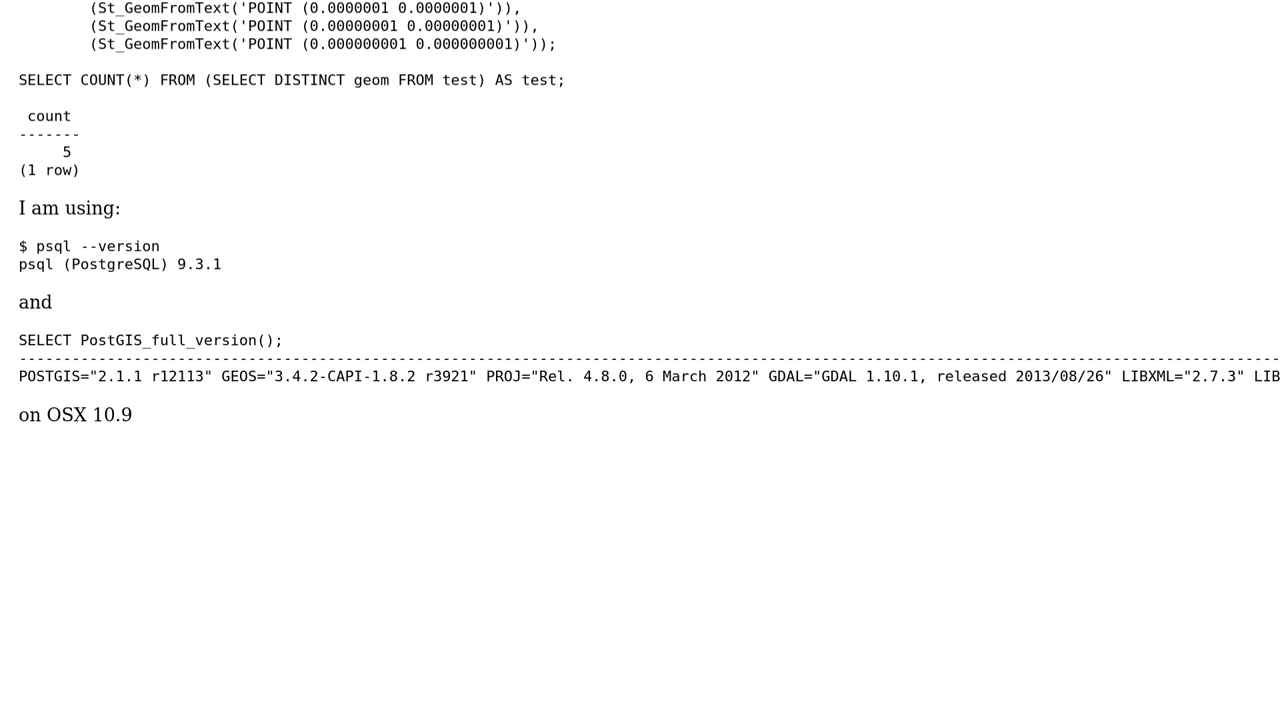 (St_GeomFromText('POINT (0.0000001 0.0000001)')),
(St_GeomFromText('POINT (0.00000001 0.00000001)')),
(St_GeomFromText('POINT (0.000000001 0.000000001)'));
SELECT COUNT(*) FROM (SELECT DISTINCT geom FROM test) AS test;
count
-------
5
(1 row)
I am using:
$ psql --version
psql (PostgreSQL) 9.3.1
and
SELECT PostGIS_full_version();
-----------------------------------------------------------------------------------------------------------------------------------------------
POSTGIS="2.1.1 r12113" GEOS="3.4.2-CAPI-1.8.2 r3921" PROJ="Rel. 4.8.0, 6 March 2012" GDAL="GDAL 1.10.1, released 2013/08/26" LIBXML="2.7.3" LIB
on OSX 10.9